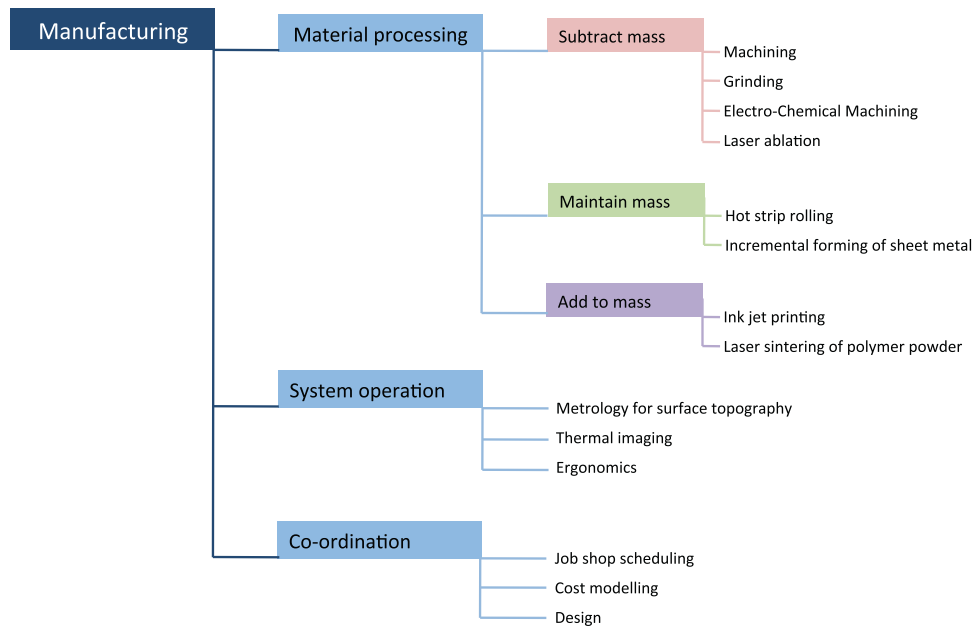 Manufacturing
Material processing
Subtract mass
Machining
Grinding
Electro-Chemical Machining
Laser ablation
Maintain mass
Hot strip rolling
Incremental forming of sheet metal
Add to mass
Ink jet printing
Laser sintering of polymer powder
System operation
Metrology for surface topography
Thermal imaging
Ergonomics
Co-ordination
Job shop scheduling
Cost modelling
Design